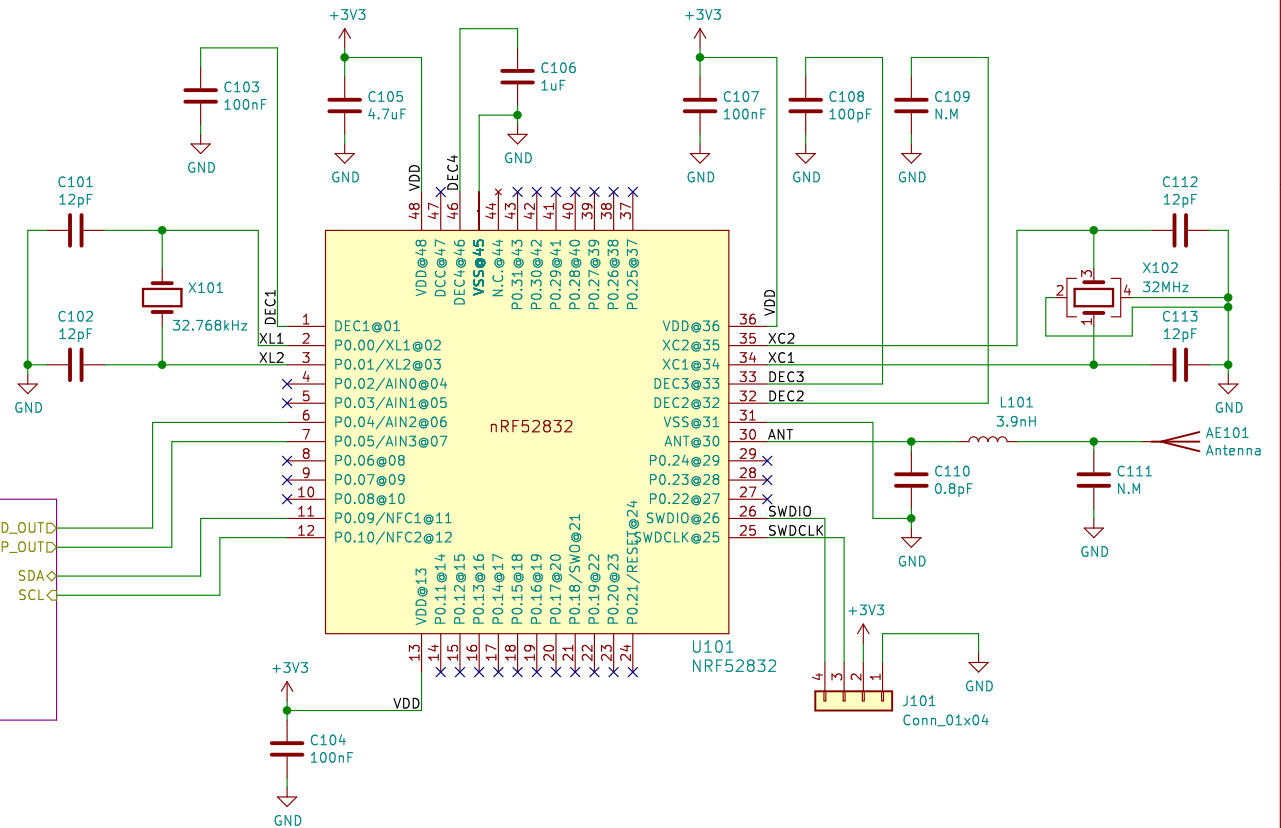 +3V3
+3V3
C103
100nF
GND
C105
4.7uF
GND
C106
1uF
GND
C107
100nF
GND
C108
100pF
GND
C109
N.M
GND
C101
12pF
X101
32.768kHz
C102
12pF
GND
DEC1
XL1
XL2
VDD
DEC4
48
47
46
45
44
43
42
41
40
39
38
37
VDD@48
DCC@47
DEC4@46
VSS@45
N.C.@44
P0.31@43
P0.30@42
P0.29@41
P0.28@40
P0.27@39
P0.26@38
P0.25@37
1 DEC1@01
2 P0.00/XL1@02
3 P0.01/XL2@03
4 P0.02/AIN0@04
5 P0.03/AIN1@05
6 P0.04/AIN2@06
7 P0.05/AIN3@07
8 P0.06@08
9 P0.07@09
10 P0.08@10
11 P0.09/NFC1@11
12 P0.10/NFC2@12
nRF52832
VDD
VDD@36 36
XC2@35 35 XC2
XC1@34 34 XC1
DEC3@33 33 DEC3
DEC2@32 32 DEC2
VSS@31 31
ANT@30 30 ANT
P0.24@29 29
P0.23@28 28
P0.22@27 27
SWDIO@26 26 SWDIO
SWDCLK@25 25 SWDCLK
VDD@13
P0.11@14
P0.12@15
P0.13@16
P0.14@17
P0.15@18
P0.16@19
P0.17@20
P0.18/SWO@21
P0.19@22
P0.20@23
P0.21/RESET@24
13
14
15
16
17
18
19
20
21
22
23
24
U101
NRF52832
C112
12pF
X102
32MHz
3
2
4
1
C113
12pF
GND
L101
3.9nH
AE101
Antenna
C110
0.8pF
GND
C111
N.M
GND
D_OUT
P_OUT
SDA
SCL
+3V3
VDD
C104
100nF
GND
+3V3
4
3
2
1
GND
J101
Conn_01x04